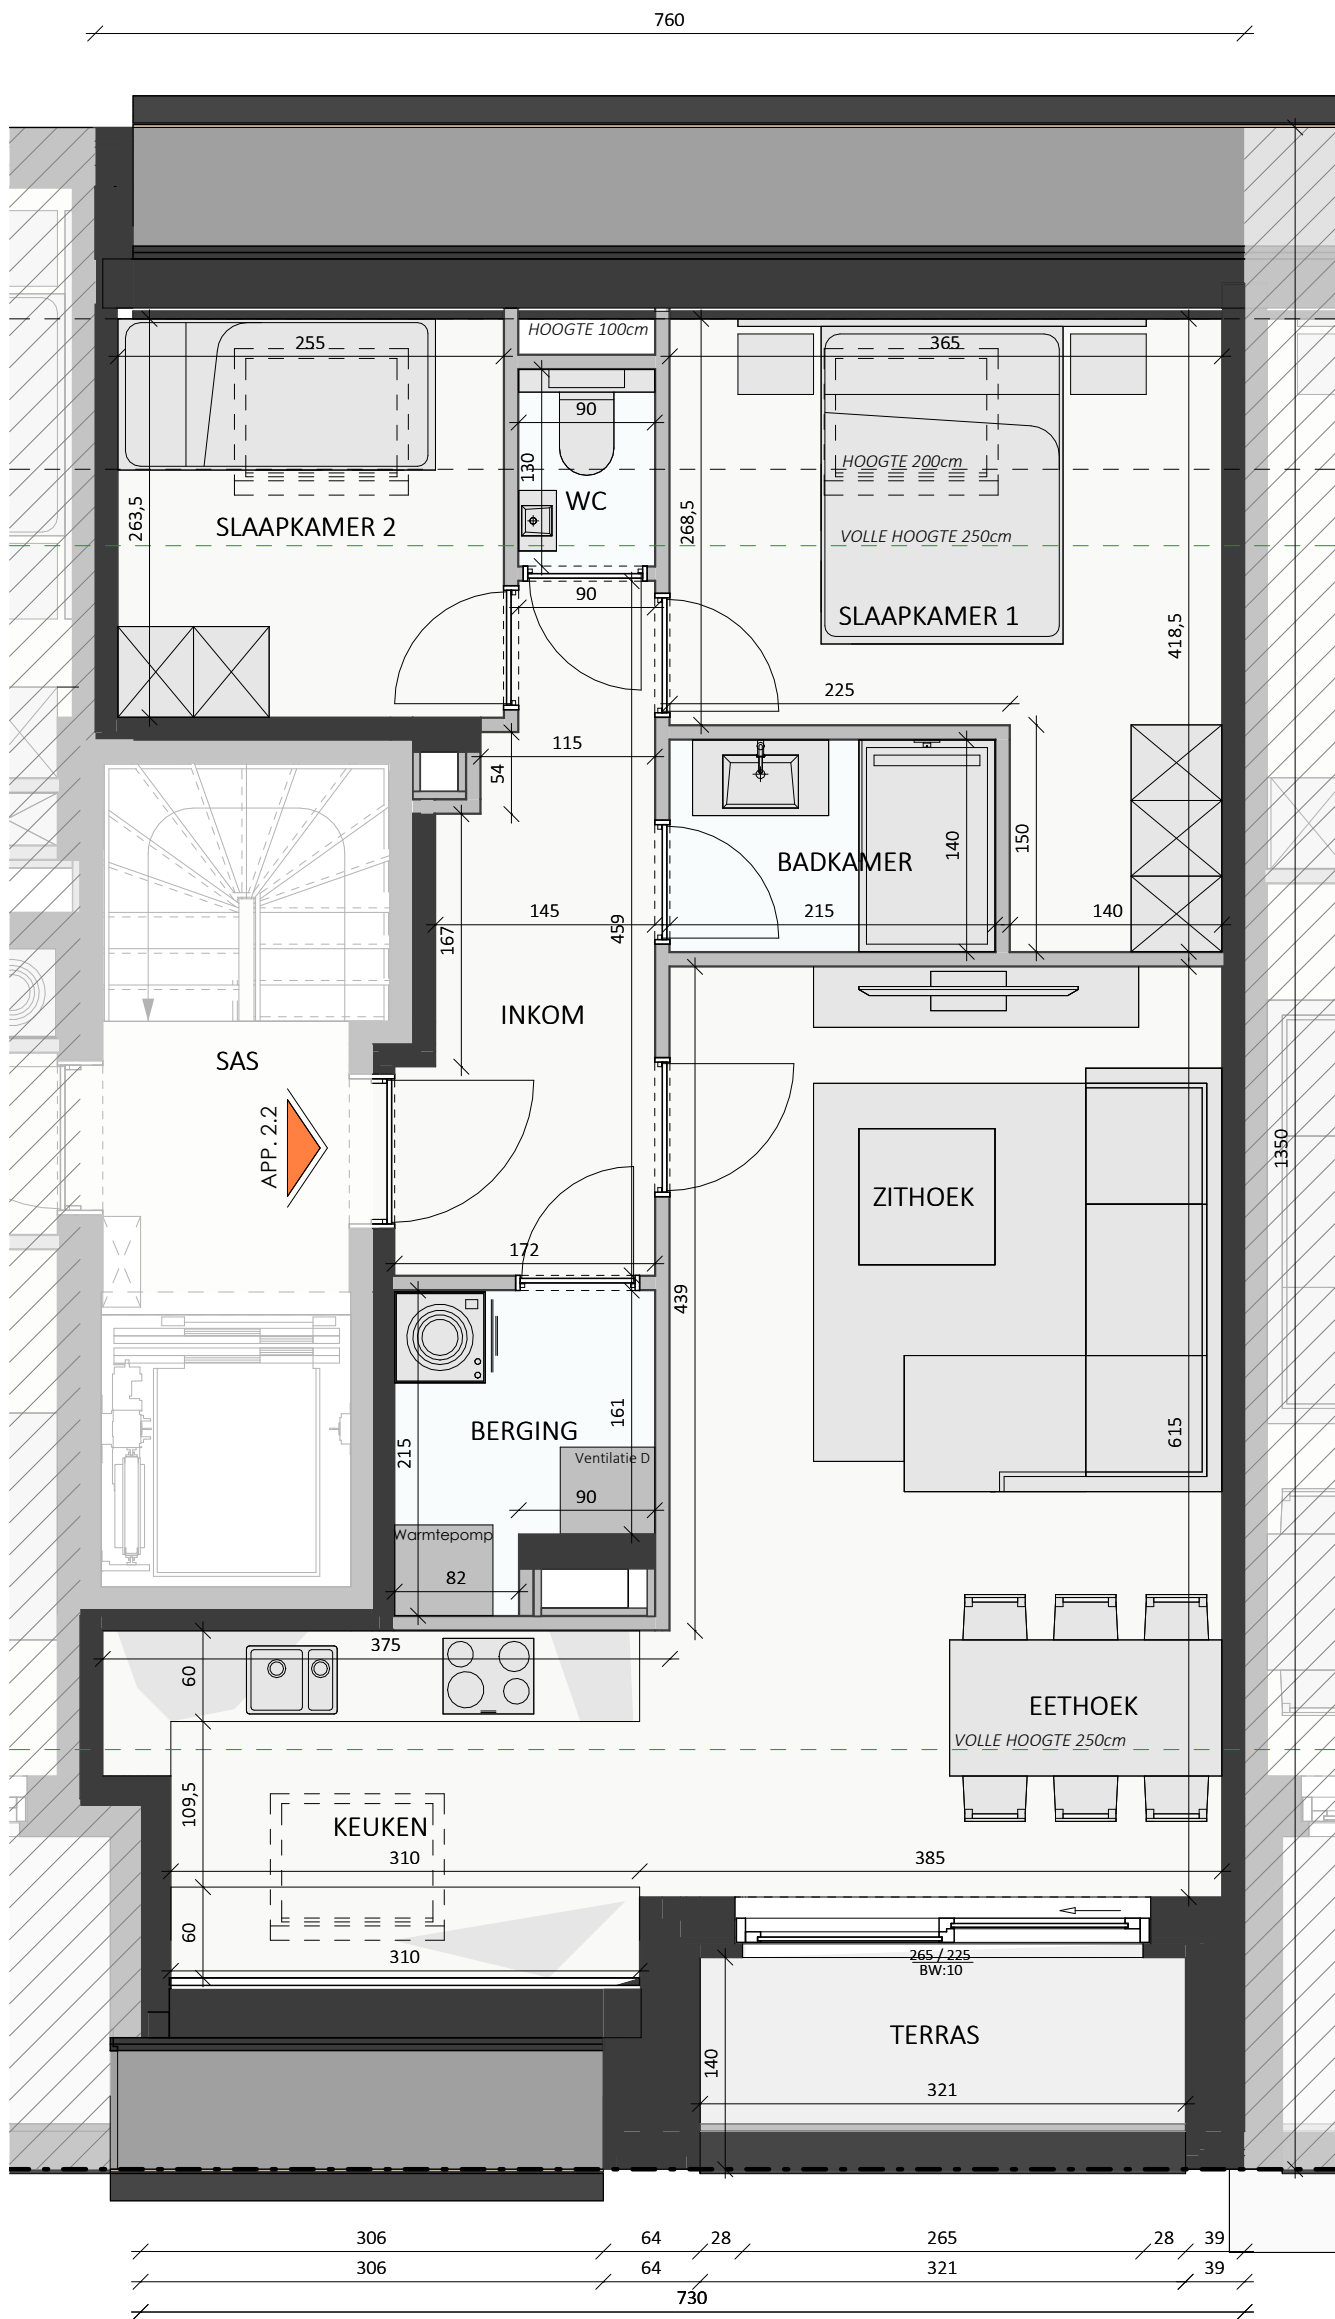 760
HOOGTE 100cm
255
365
90
130
HOOGTE 200cm
WC
263,5
SLAAPKAMER 2
268,5
VOLLE HOOGTE 250cm
90
SLAAPKAMER 1
418,5
225
115
54
140
150
BADKAMER
145
459
215
140
167
INKOM
SAS
APP. 2.2
1350
ZITHOEK
172
439
161
BERGING
215
615
Ventilatie D
90
Warmtepomp
82
375
60
EETHOEK
VOLLE HOOGTE 250cm
109,5
KEUKEN
310
385
60
310
265 / 225
BW:10
TERRAS
140
321
306 64 28 265 28 39
306 64 321 39
730